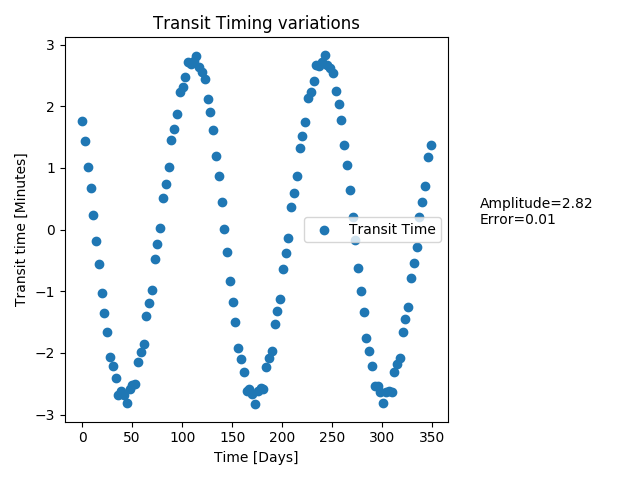 Transit Timing variations
Transit time [Minutes]
3
2
1
0
−1
−2
−3
Transit Time
Amplitude=2.82
Error=0.01
0 50 100 150 200 250 300 350
Time [Days]